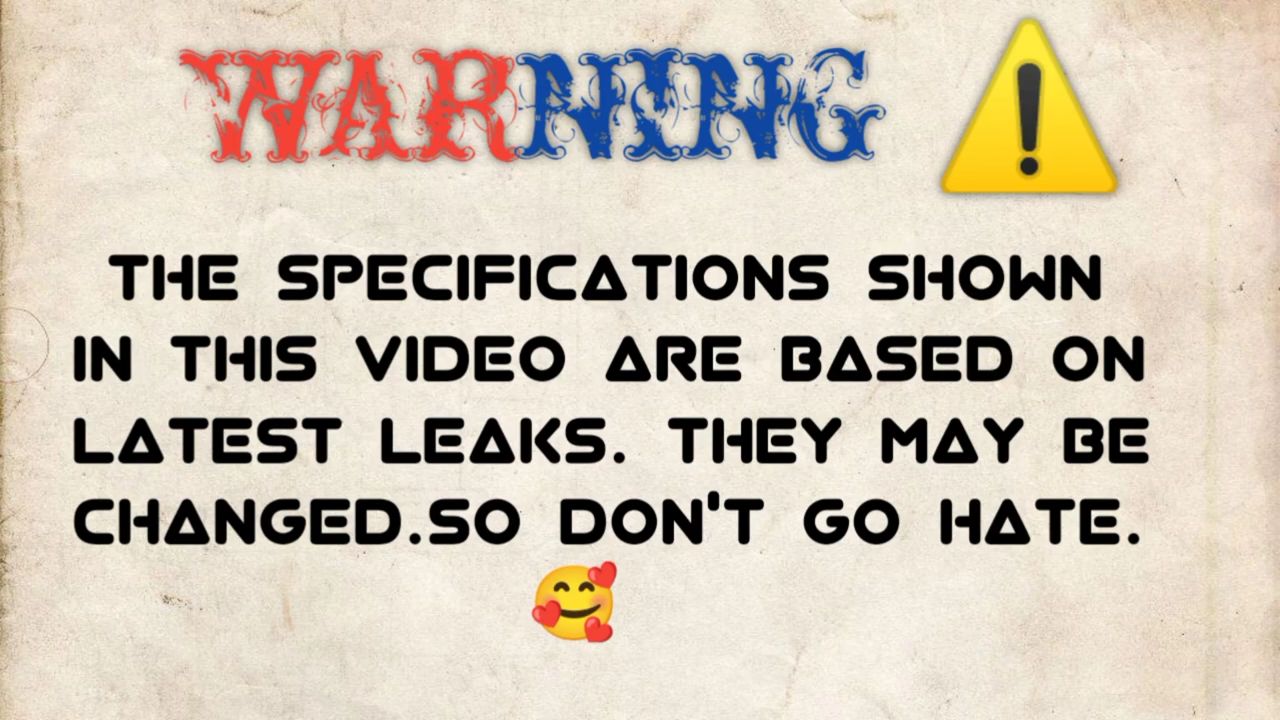 WARNING ⚠️
THE SPECIFICATIONS SHOWN
IN THIS VIDEO ARE BASED ON
LATEST LEAKS. THEY MAY BE
CHANGED.SO DON'T GO HATE.
🥰